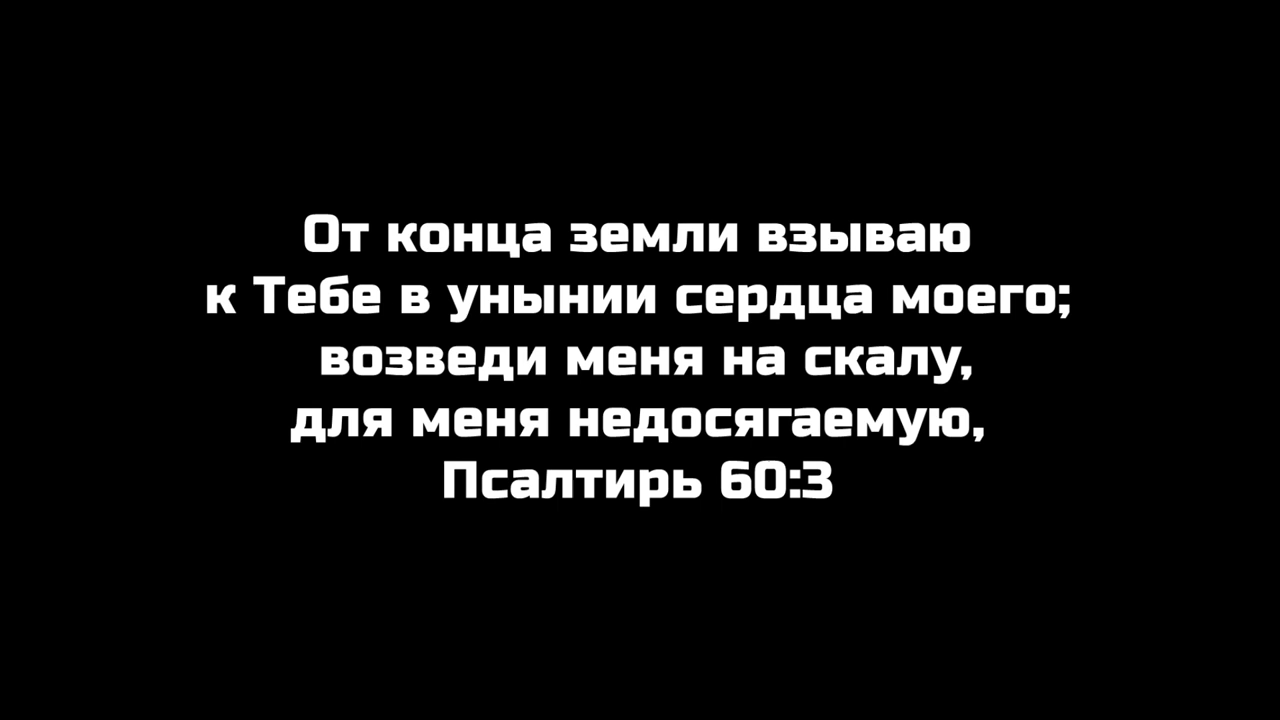 От конца земли взываю
к Тебе в унынии сердца моего;
возведи меня на скалу,
для меня недосягаемую,
Псалтирь 60:3